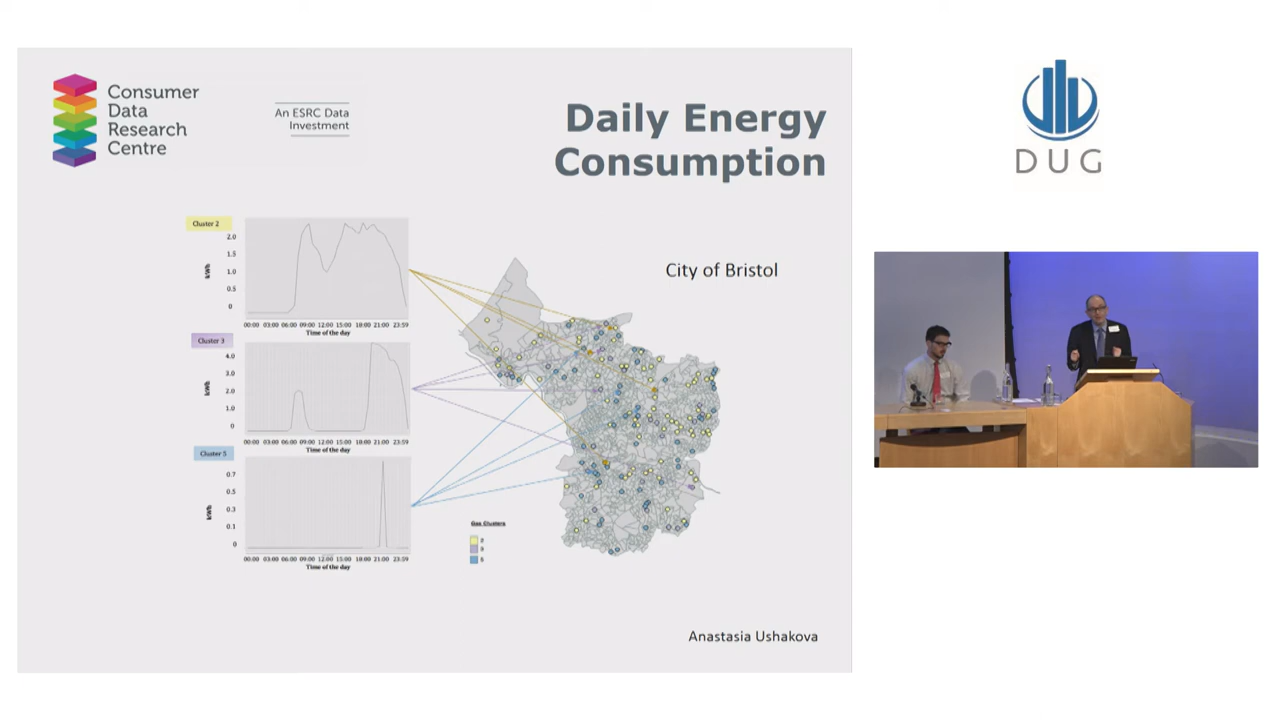 Consumer
Data
Research
Centre
An ESRC Data
Investment
Daily Energy
Consumption
DUG
City of Bristol
Cluster 2
kWh
2.0
1.5
1.0
0.5
0
00:00 03:00 06:00 09:00 12:00 15:00 18:00 21:00 23:59
Time of the day
Cluster 3
kWh
4.0
3.0
2.0
1.0
0
00:00 03:00 06:00 09:00 12:00 15:00 18:00 21:00 23:59
Time of the day
Cluster 5
kWh
0.7
0.5
0.3
0.1
0
00:00 03:00 06:00 09:00 12:00 15:00 18:00 21:00 23:59
Time of the day
Gas Clusters
2
3
5
Anastasia Ushakova